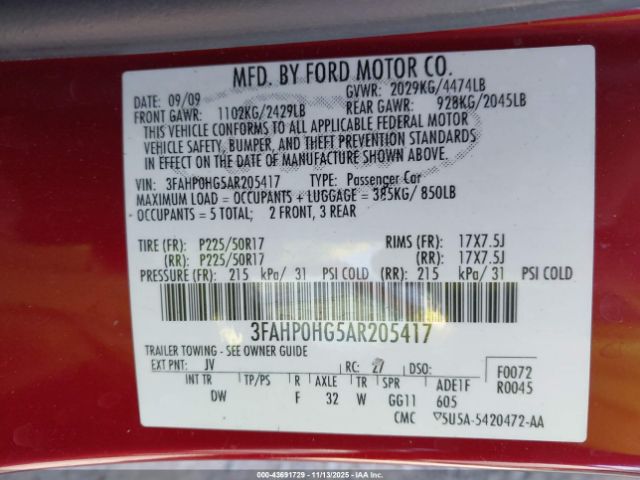 MFD. BY FORD MOTOR CO.
DATE: 09/09 GVWR: 2029KG/4474LB
FRONT GAWR: 1102KG/2429LB REAR GAWR: 928KG/2045LB
THIS VEHICLE CONFORMS TO ALL APPLICABLE FEDERAL MOTOR
VEHICLE SAFETY, BUMPER, AND THEFT PREVENTION STANDARDS
IN EFFECT ON THE DATE OF MANUFACTURE SHOWN ABOVE.
VIN: 3FAHP0HG5AR205417 TYPE: Passenger Car
MAXIMUM LOAD = OCCUPANTS + LUGGAGE = 385KG/ 850LB
OCCUPANTS = 5 TOTAL; 2 FRONT, 3 REAR
TIRE (FR): P225/50R17 RIMS (FR): 17X7.5J
(RR): P225/50R17 (RR): 17X7.5J
PRESSURE (FR): 215 kPa/ 31 PSI COLD (RR): 215 kPa/ 31 PSI COLD
3FAHP0HG5AR205417
TRAILER TOWING - SEE OWNER GUIDE
EXT PNT: JV RC: 27 DSO: F0072
R0045
INT TR TP/PS R AXLE TR SPR ADE1F
DW F 32 W GG11 605
CMC 5U5A-5420472-AA
© IMAGE 000-43691729 - 11/13/2025 - IAAI COPYRIGHT